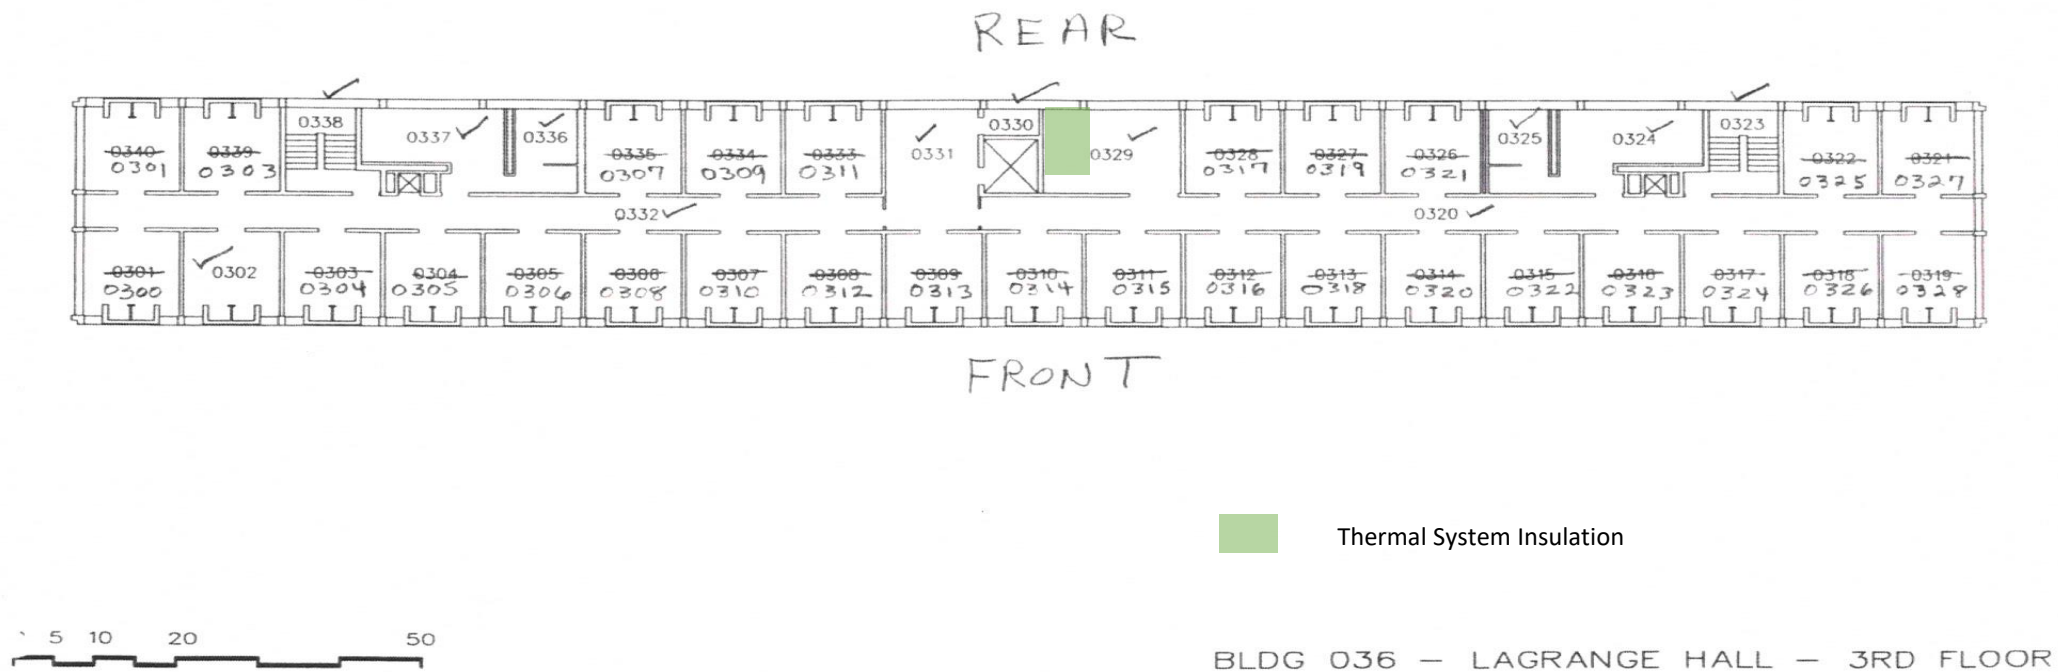 REAR
0338 0337 0336 0331 0330 0329 0325 0324 0323
0340 0339 0335 0334 0333 0328 0327 0326 0322 0321
0301 0303 0307 0309 0311 0317 0319 0321 0325 0327
0332 0320
0301 0302 0303 0304 0305 0306 0307 0308 0309 0310 0311 0312 0313 0314 0315 0316 0317 0318 0319
0300 0304 0305 0306 0308 0310 0312 0313 0314 0315 0316 0318 0320 0322 0323 0324 0326 0328
FRONT
Thermal System Insulation
5 10 20 50
BLDG 036 – LAGRANGE HALL – 3RD FLOOR